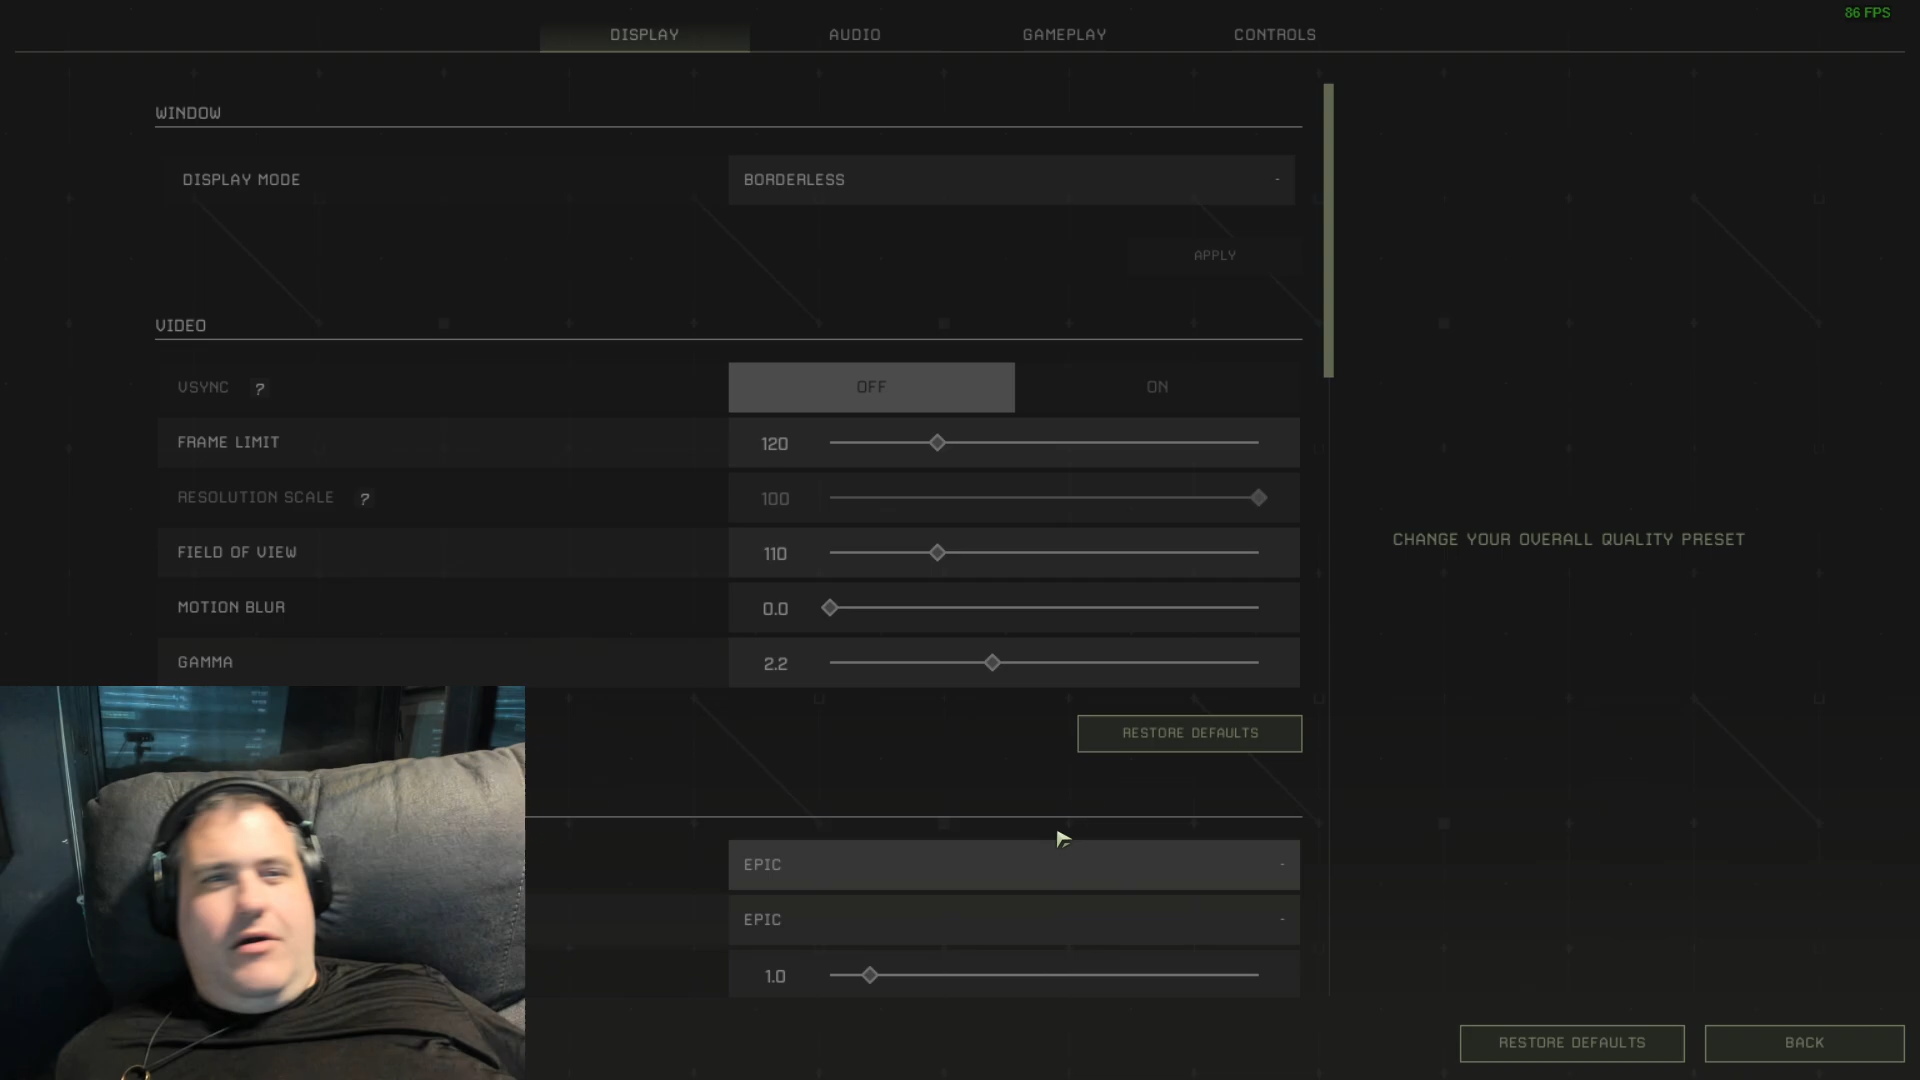 86 FPS
DISPLAY AUDIO GAMEPLAY CONTROLS
WINDOW
DISPLAY MODE BORDERLESS -
APPLY
VIDEO
VSYNC ? OFF ON
FRAME LIMIT 120
RESOLUTION SCALE ? 100
FIELD OF VIEW 110
CHANGE YOUR OVERALL QUALITY PRESET
MOTION BLUR 0.0
GAMMA 2.2
RESTORE DEFAULTS
EPIC -
EPIC -
1.0
RESTORE DEFAULTS BACK